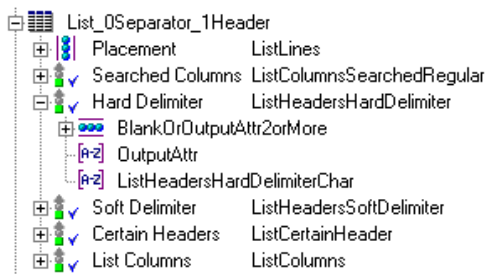 List_0Separator_1Header
Placement ListLines
Searched Columns ListColumnsSearchedRegular
Hard Delimiter ListHeadersHardDelimiter
BlankOrOutputAttr2orMore
[A-Z] OutputAttr
[A-Z] ListHeadersHardDelimiterChar
Soft Delimiter ListHeadersSoftDelimiter
Certain Headers ListCertainHeader
List Columns ListColumns